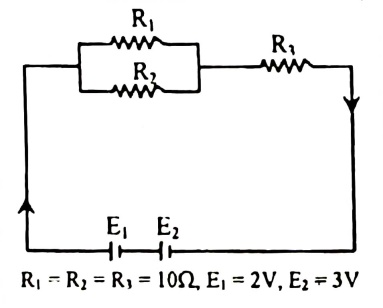 R₁
R₂
R₃
E₁ E₂
R₁ = R₂ = R₃ = 10Ω, E₁ = 2V, E₂ = 3V